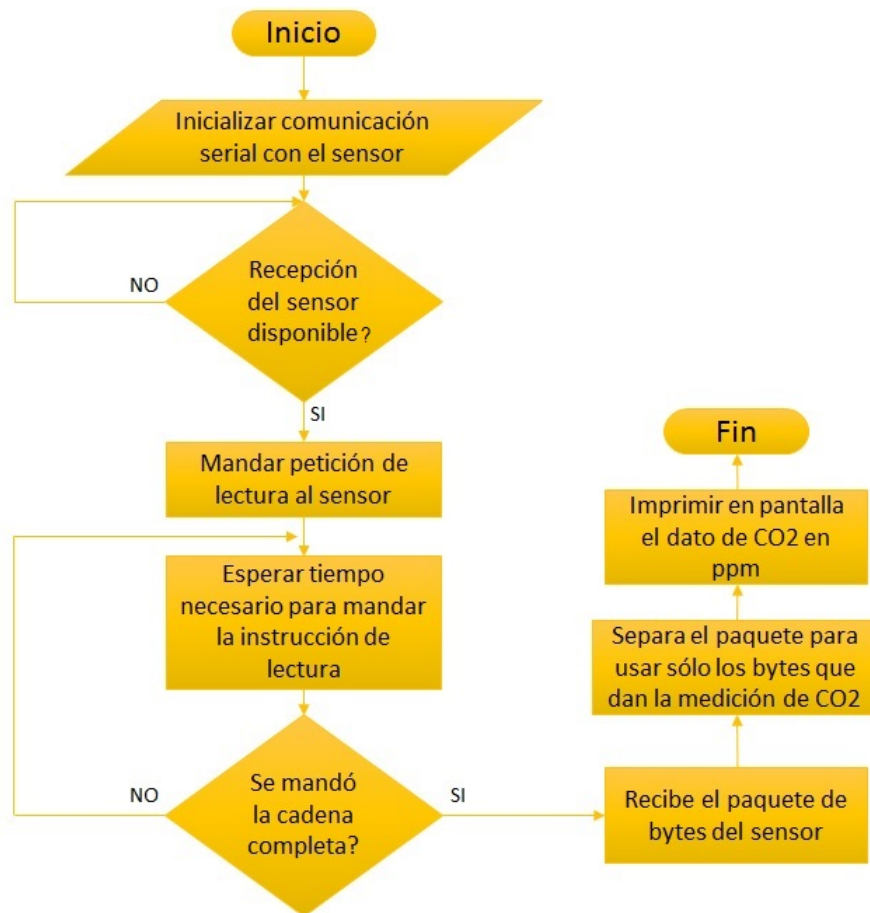 Inicio
Inicializar comunicación
serial con el sensor
NO
Recepción
del sensor
disponible?
SI
Mandar petición de
lectura al sensor
Esperar tiempo
necesario para mandar
la instrucción de
lectura
NO
Se mandó
la cadena
completa?
SI
Recibe el paquete de
bytes del sensor
Separa el paquete para
usar sólo los bytes que
dan la medición de CO2
Imprimir en pantalla
el dato de CO2 en
ppm
Fin